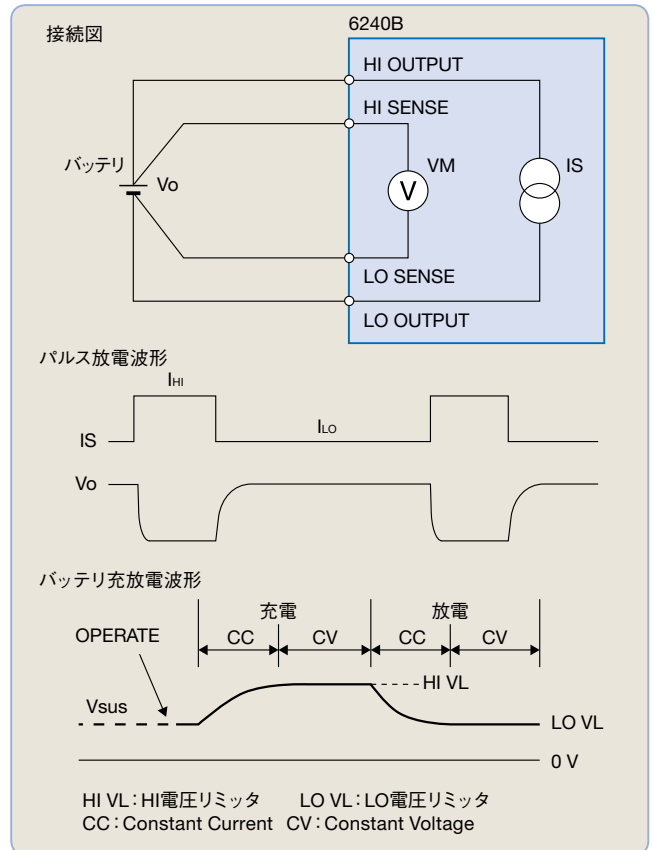 接続図
6240B
HI OUTPUT
HI SENSE
バッテリ
Vo
VM
V
IS
LO SENSE
LO OUTPUT
パルス放電波形
IHI
ILO
IS
Vo
バッテリ充放電波形
充電
放電
OPERATE
CC
CV
CC
CV
HI VL
Vsus
LO VL
0 V
HI VL：HI電圧リミッタ LO VL：LO電圧リミッタ
CC：Constant Current CV：Constant Voltage